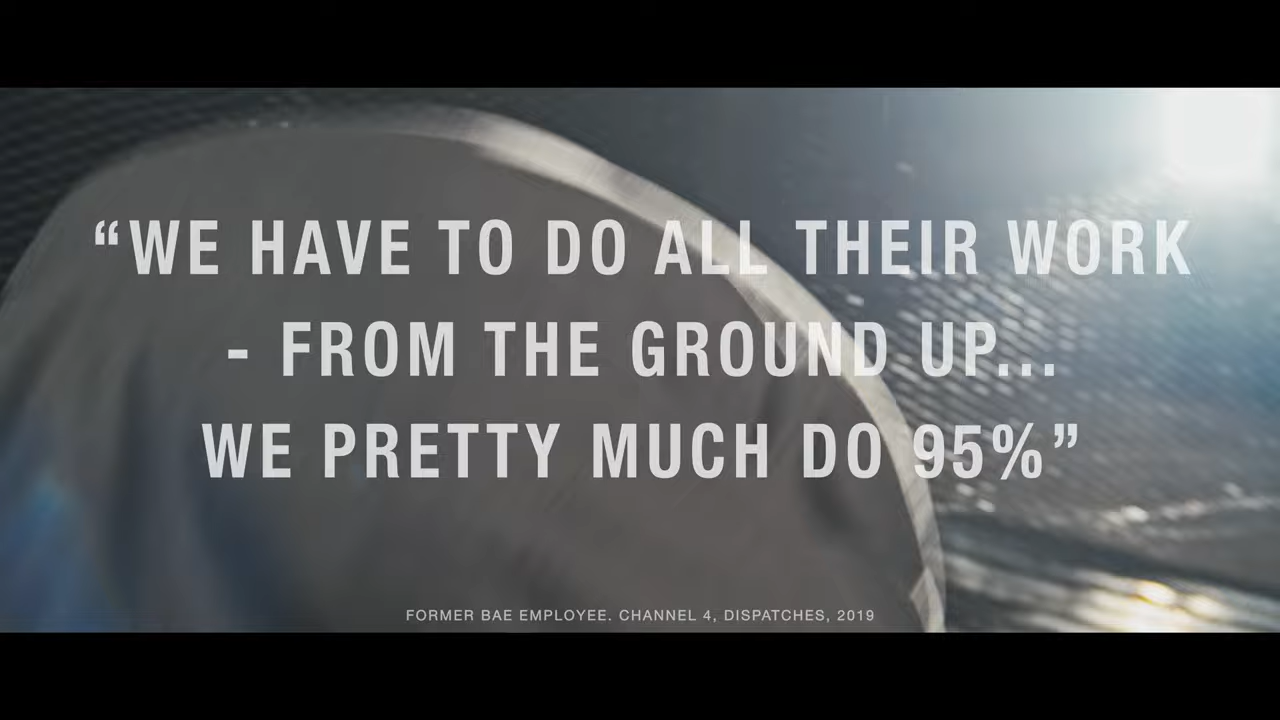 “WE HAVE TO DO ALL THEIR WORK
- FROM THE GROUND UP...
WE PRETTY MUCH DO 95%”
FORMER BAE EMPLOYEE. CHANNEL 4, DISPATCHES, 2019